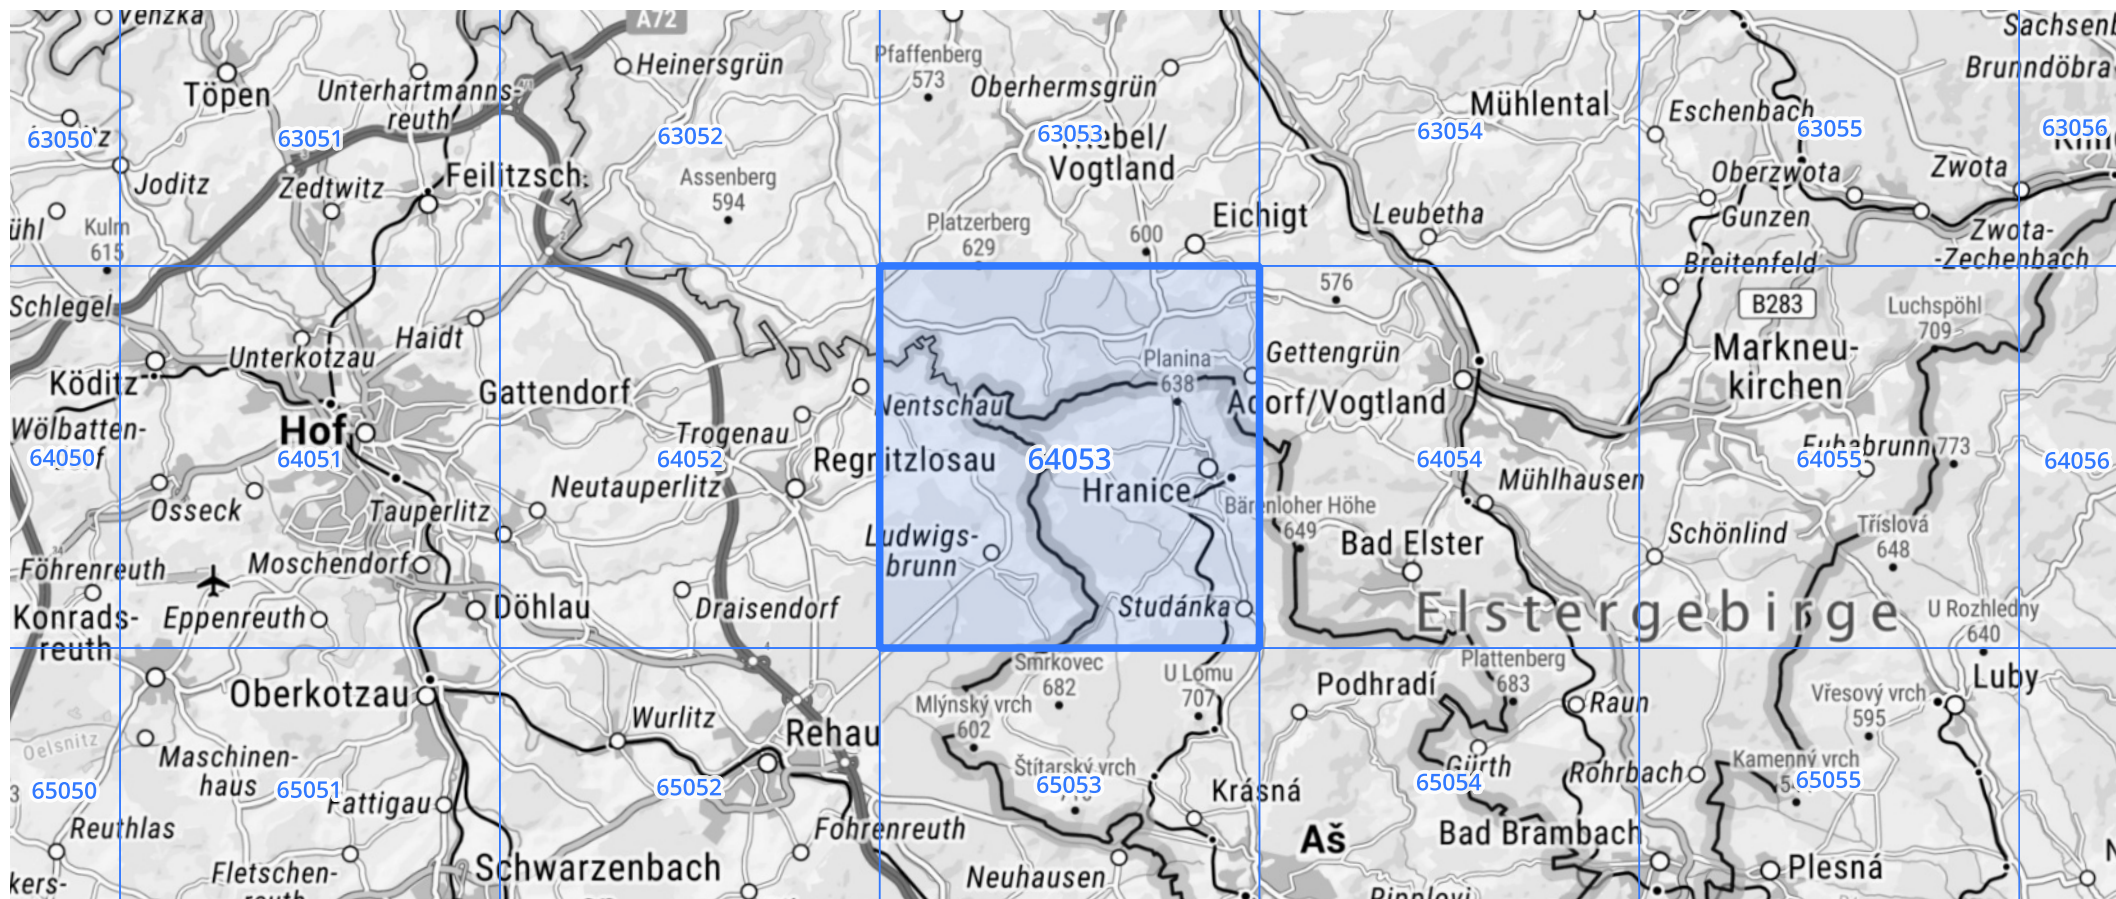 Venzka
A72
Heinersgrün
Pfaffenberg
573
Oberhermsgrün
Sachsenb
Brunndöbra
Töpen
Unterhartmanns-
reuth
Mühlental
Eschenbach
63050
63051
63052
63053
63054
63055
63056
Vogtland
Joditz
Zedtwitz
Feilitzsch
Assenberg
594
Oberzwota
Zwota
ühl
Kulm
615
Platzerberg
629
600
Eichigt
Leubetha
Gunzen
Zwota-
-Zechenbach
Breitenfeld
Schlegel
576
B283
Luchspöhl
709
Haidt
Unterkotzau
Köditz
Gattendorf
Planina
638
Gettengrün
Markneu-
kirchen
Hof
Wölbatten-
Nentschau
Adorf/Vogtland
Trogenau
Regnitzlosau
Eubabrunn
773
64050
64051
64052
64053
64054
64055
64056
Osseck
Tauperlitz
Neutauperlitz
Hranice
Bärenloher Höhe
649
Mühlhausen
Schönlind
Tříslová
648
Föhrenreuth
Moschendorf
Ludwigs-
brunn
Bad Elster
Konrads-
reuth
Eppenreuth
Döhlau
Draisendorf
Studánka
Elstergebirge
U Rozhledny
640
Oberkotzau
Wurlitz
Rehau
Smrkovec
682
Mlýnský vrch
602
U Lomu
707
Podhradí
Plattenberg
683
Raun
Vřesový vrch
595
Luby
Oelsnitz
Maschinen-
haus
Štítarský vrch
Krásná
Gürth
Rohrbach
Kamenný vrch
65050
65051
65052
65053
65054
65055
Reuthlas
Fattigau
Föhrenreuth
Aš
Bad Brambach
Fletschen-
Schwarzenbach
Neuhausen
Plesná